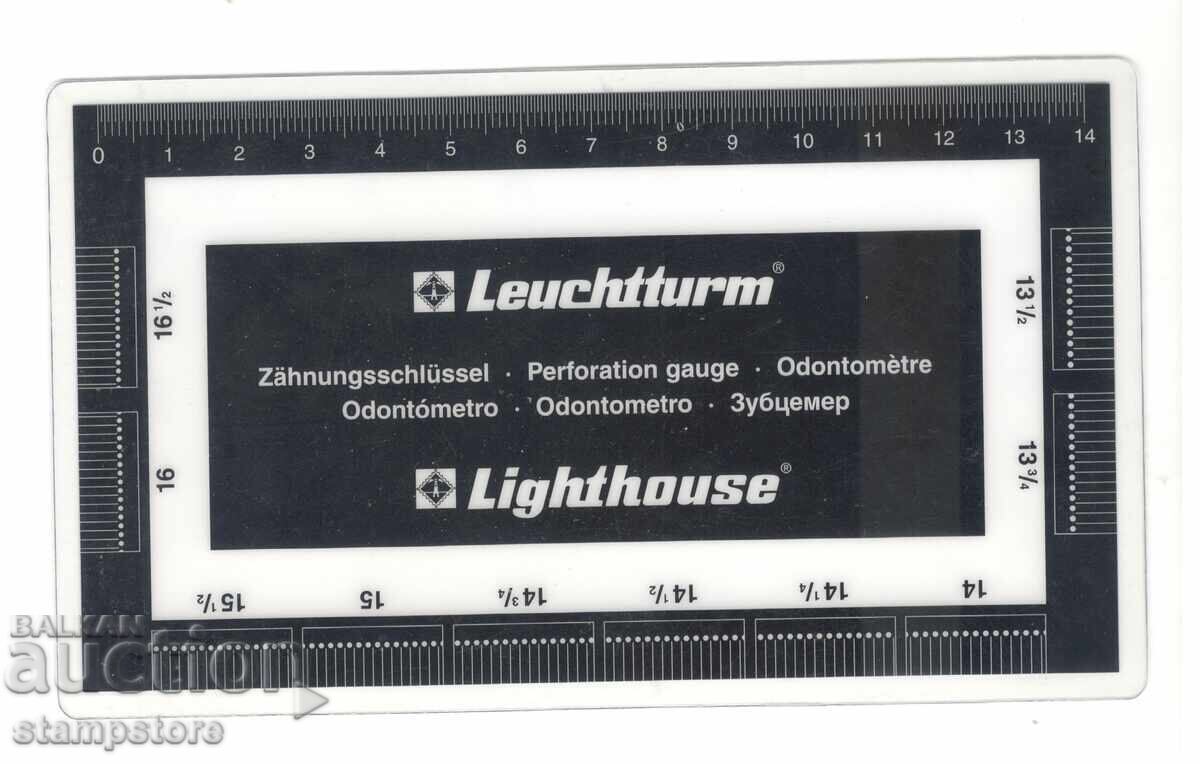 0 1 2 3 4 5 6 7 8 9 10 11 12 13 14
Leuchtturm®
Zähnungsschlüssel · Perforation gauge · Odontomètre
Odontómetro · Odontometro · Зубцемер
Lighthouse®
16 1/2
16
13 1/2
13 3/4
15 1/2 15 14 3/4 14 1/2 14 1/4 14
BALKAN
auction
stampstore